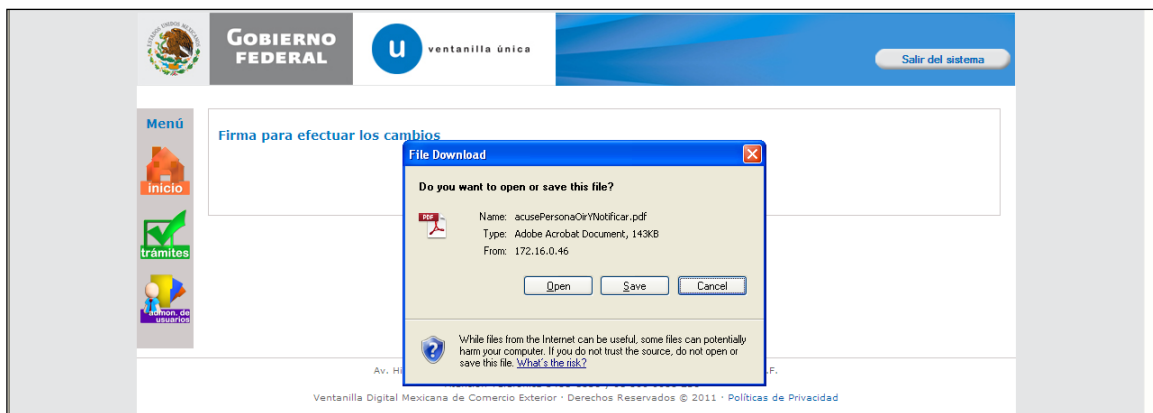 GOBIERNO
FEDERAL
u ventanilla única
Salir del sistema
Menú
inicio
trámites
admon. de
usuarios
Firma para efectuar los cambios
File Download
Do you want to open or save this file?
PDF
Name: acusePersonaOirYNotificar.pdf
Type: Adobe Acrobat Document, 143KB
From: 172.16.0.46
Open Save Cancel
While files from the Internet can be useful, some files can potentially
harm your computer. If you do not trust the source, do not open or
save this file. What's the risk?
Av. Hi
.F.
Ventanilla Digital Mexicana de Comercio Exterior · Derechos Reservados © 2011 · Políticas de Privacidad